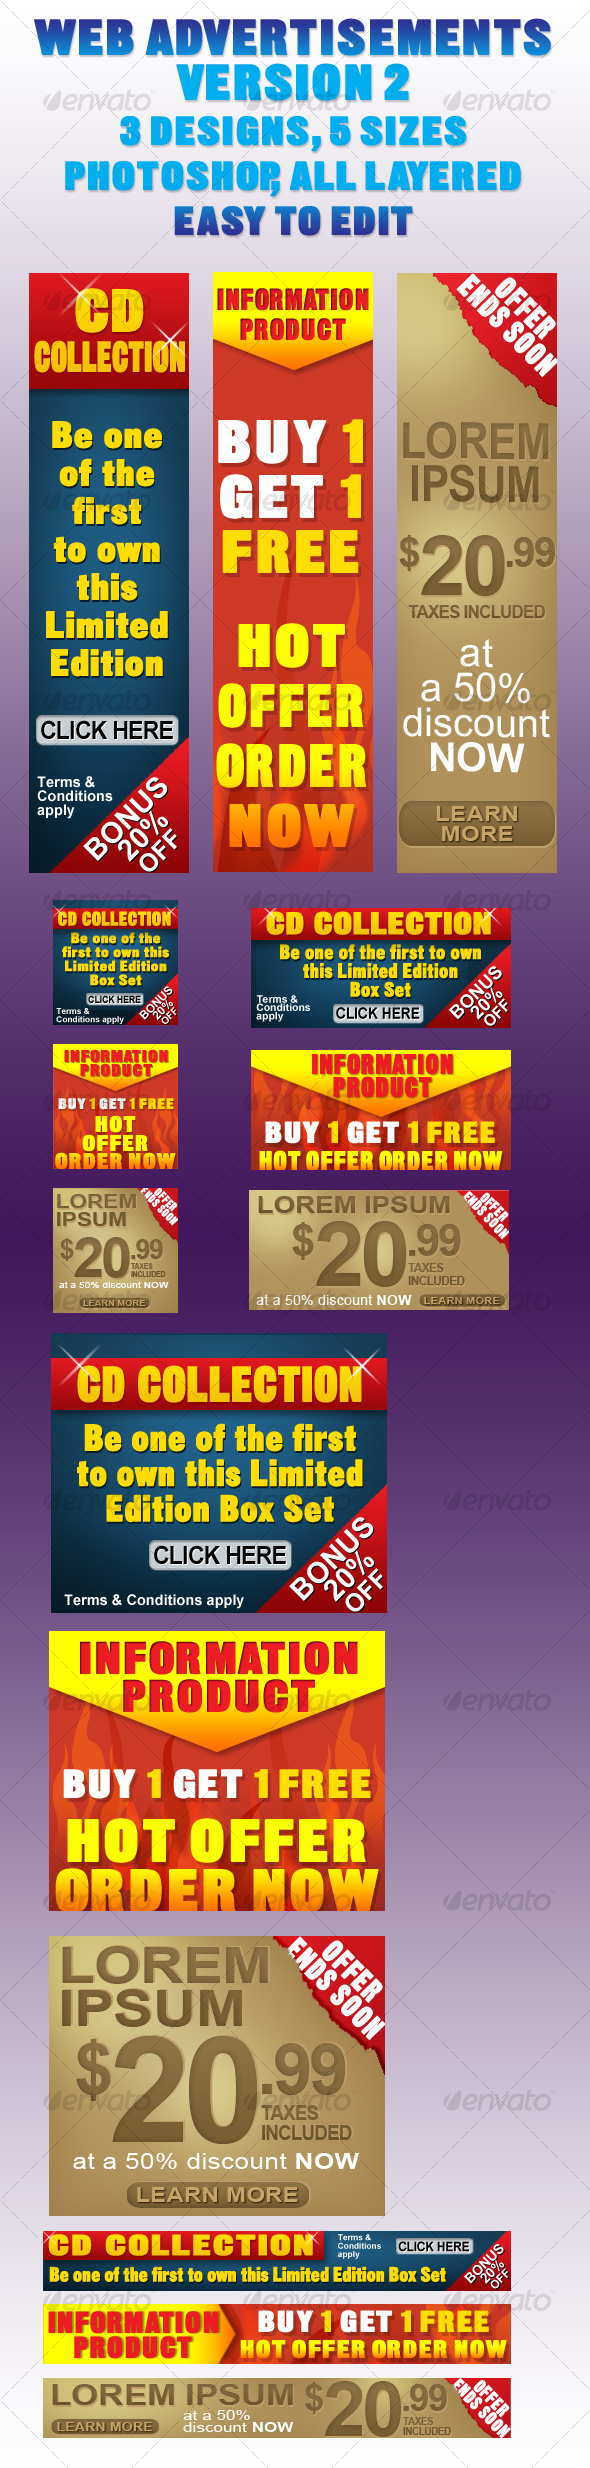 WEB ADVERTISEMENTS
VERSION 2
3 DESIGNS, 5 SIZES
PHOTOSHOP, ALL LAYERED
EASY TO EDIT
CD
COLLECTION
Be one
of the
first
to own
this
Limited
Edition
CLICK HERE
Terms &
Conditions
apply
BONUS
20%
OFF
INFORMATION
PRODUCT
BUY 1
GET 1
FREE
HOT
OFFER
ORDER
NOW
OFFER
ENDS SOON
LOREM
IPSUM
$20.99
TAXES INCLUDED
at
a 50%
discount
NOW
LEARN
MORE
CD COLLECTION
Be one of the
first to own this
Limited Edition
Box Set
CLICK HERE
Terms &
Conditions apply
BONUS
20%
OFF
CD COLLECTION
Be one of the first to own
this Limited Edition
Box Set
Terms &
Conditions
apply
CLICK HERE
BONUS
20%
OFF
INFORMATION
PRODUCT
BUY 1 GET 1 FREE
HOT
OFFER
ORDER NOW
INFORMATION
PRODUCT
BUY 1 GET 1 FREE
HOT OFFER ORDER NOW
LOREM
IPSUM
OFFER
ENDS SOON
$20.99
TAXES
INCLUDED
at a 50% discount NOW
LEARN MORE
LOREM IPSUM
OFFER
ENDS SOON
$20.99
TAXES
INCLUDED
at a 50% discount NOW
LEARN MORE
CD COLLECTION
Be one of the first
to own this Limited
Edition Box Set
CLICK HERE
Terms & Conditions apply
BONUS
20%
OFF
INFORMATION
PRODUCT
BUY 1 GET 1 FREE
HOT OFFER
ORDER NOW
LOREM
IPSUM
OFFER
ENDS SOON
$20.99
TAXES
INCLUDED
at a 50% discount NOW
LEARN MORE
CD COLLECTION
Terms &
Conditions
apply
CLICK HERE
Be one of the first to own this Limited Edition Box Set
BONUS
20%
OFF
INFORMATION
PRODUCT
BUY 1 GET 1 FREE
HOT OFFER ORDER NOW
LOREM IPSUM
$20.99
TAXES
INCLUDED
LEARN MORE
at a 50%
discount NOW
OFFER
ENDS SOON
envato